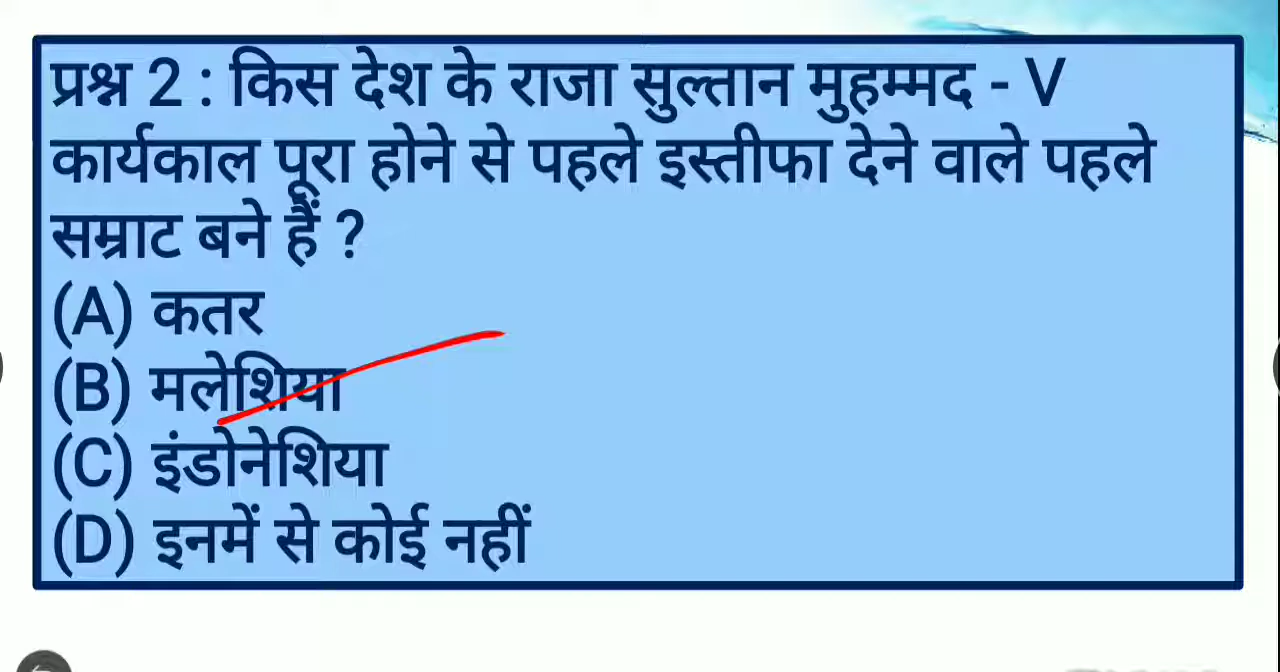 प्रश्न 2 : किस देश के राजा सुल्तान मुहम्मद - V
कार्यकाल पूरा होने से पहले इस्तीफा देने वाले पहले
सम्राट बने हैं ?
(A) कतर
(B) मलेशिया
(C) इंडोनेशिया
(D) इनमें से कोई नहीं